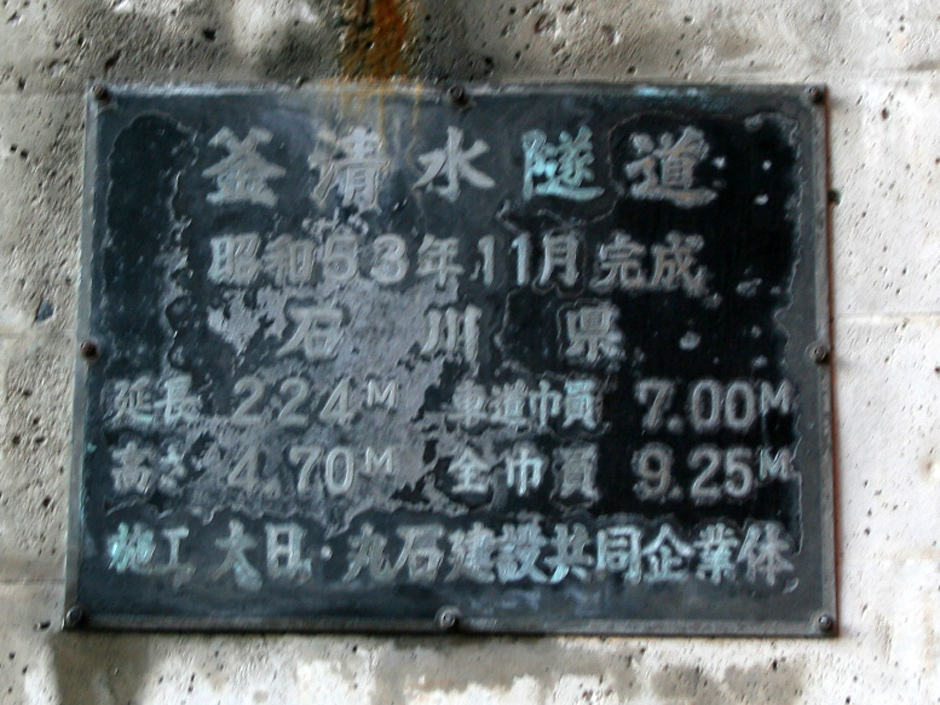 釜清水隧道
昭和53年11月完成
石川県
延長 224M 車道巾員 7.00M
高さ 4.70M 全巾員 9.25M
施工 大日・丸石建設共同企業体